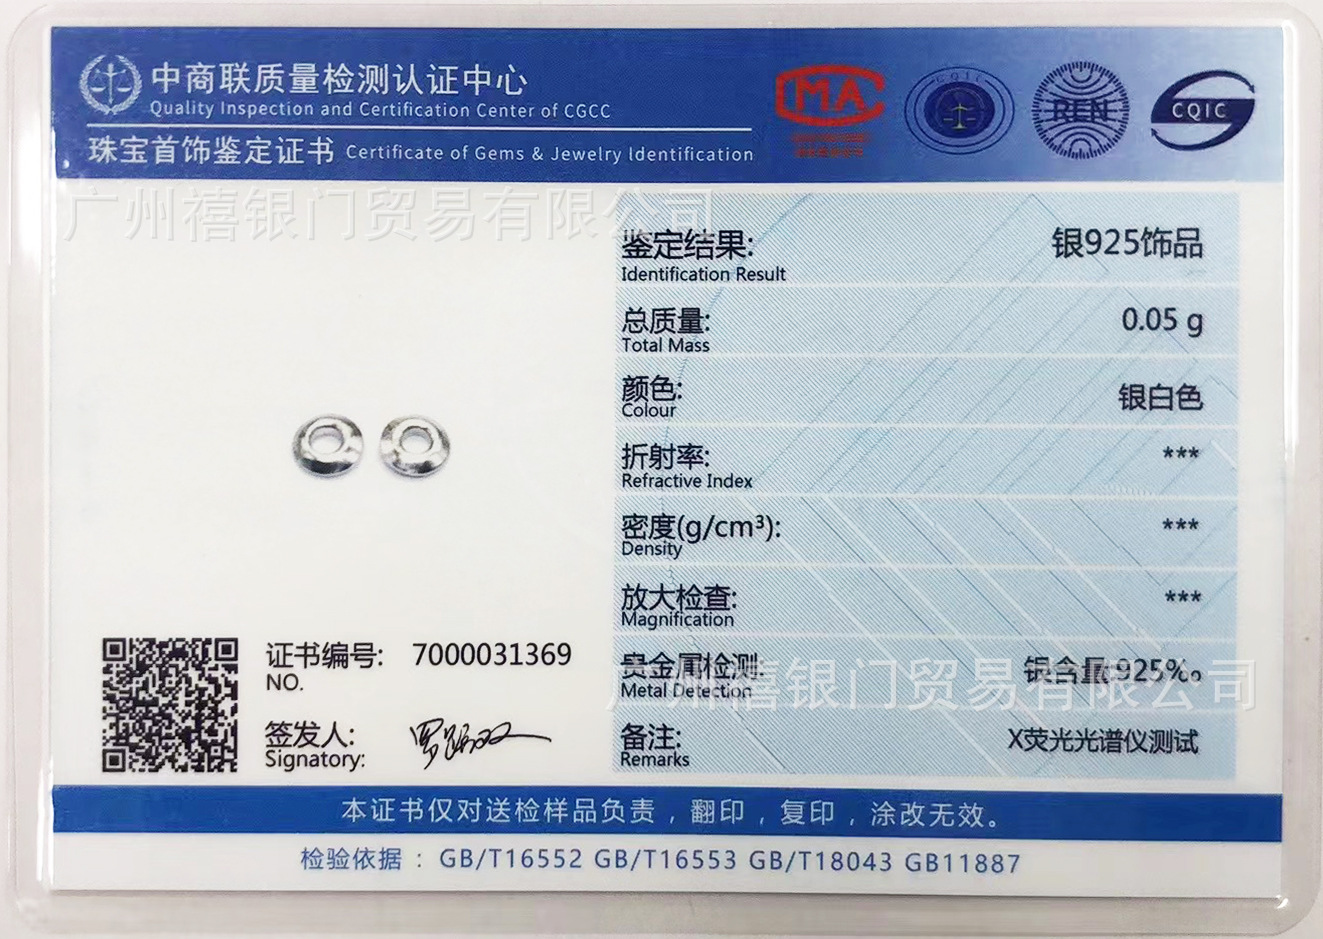 中商联质量检测认证中心
Quality Inspection and Certification Center of CGCC
珠宝首饰鉴定证书 Certificate of Gems & Jewelry Identification
MA
CQIC
REN
CQIC
广州禧银门贸易有限公司
鉴定结果: 银925饰品
Identification Result
总质量: 0.05 g
Total Mass
颜色: 银白色
Colour
折射率: ***
Refractive Index
密度(g/cm³): ***
Density
放大检查: ***
Magnification
贵金属检测: 银含量:925‰
Metal Detection
广州禧银门贸易有限公司
备注: X荧光光谱仪测试
Remarks
证书编号: 7000031369
NO.
签发人:
Signatory:
本证书仅对送检样品负责，翻印，复印，涂改无效。
检验依据：GB/T16552 GB/T16553 GB/T18043 GB11887